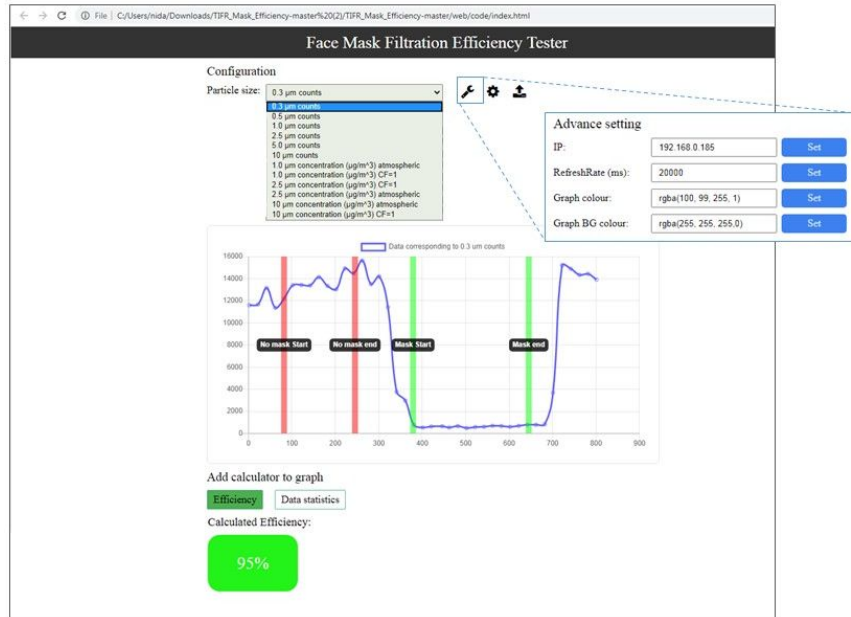 File | C:/Users/nida/Downloads/TIFR_Mask_Efficiency-master%20(2)/TIFR_Mask_Efficiency-master/web/code/index.html
Face Mask Filtration Efficiency Tester
Configuration
Particle size: 0.3 µm counts
0.3 µm counts
0.5 µm counts
1.0 µm counts
2.5 µm counts
5.0 µm counts
10 µm counts
1.0 µm concentration (µg/m^3) atmospheric
1.0 µm concentration (µg/m^3) CF=1
2.5 µm concentration (µg/m^3) CF=1
2.5 µm concentration (µg/m^3) atmospheric
10 µm concentration (µg/m^3) atmospheric
10 µm concentration (µg/m^3) CF=1
Advance setting
IP: 192.168.0.185 Set
RefreshRate (ms): 20000 Set
Graph colour: rgba(100, 99, 255, 1) Set
Graph BG colour: rgba(255, 255, 255,0) Set
Data corresponding to 0.3 um counts
16000
14000
12000
10000
8000
6000
4000
2000
0
No mask Start No mask end Mask Start Mask end
0 100 200 300 400 500 600 700 800 900
Add calculator to graph
Efficiency Data statistics
Calculated Efficiency:
95%